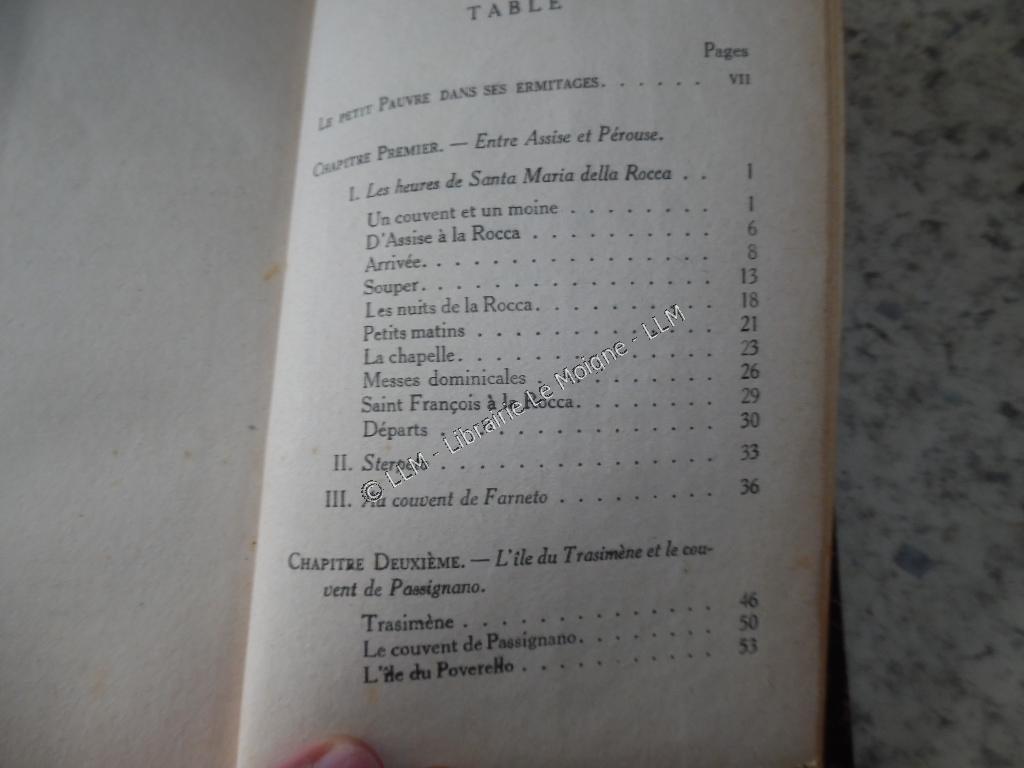 TABLE
Pages
LE PETIT PAUVRE DANS SES ERMITAGES. . . . . . . VII
CHAPITRE PREMIER. — Entre Assise et Pérouse.
I. Les heures de Santa Maria della Rocca . . 1
Un couvent et un moine . . . . . . . . 1
D'Assise à la Rocca . . . . . . . . . . 6
Arrivée. . . . . . . . . . . . . . . . 8
Souper. . . . . . . . . . . . . . . . 13
Les nuits de la Rocca. . . . . . . . . . 18
Petits matins . . . . . . . . . . . . . 21
La chapelle. . . . . . . . . . . . . . 23
Messes dominicales . . . . . . . . . . 26
Saint François à la Rocca. . . . . . . . 29
Départs . . . . . . . . . . . . . . . 30
II. . . . . . . . . . . . . . . . 33
III. Au couvent de Farneto . . . . . . . . . 36
CHAPITRE DEUXIÈME. — L'île du Trasimène et le cou-
vent de Passignano.
Trasimène . . . . . . . . . . . . . . 46
Le couvent de Passignano. . . . . . . . 50
L'île du Poverello . . . . . . . . . . . 53
© LLM - Librairie Le Moigne - LLM